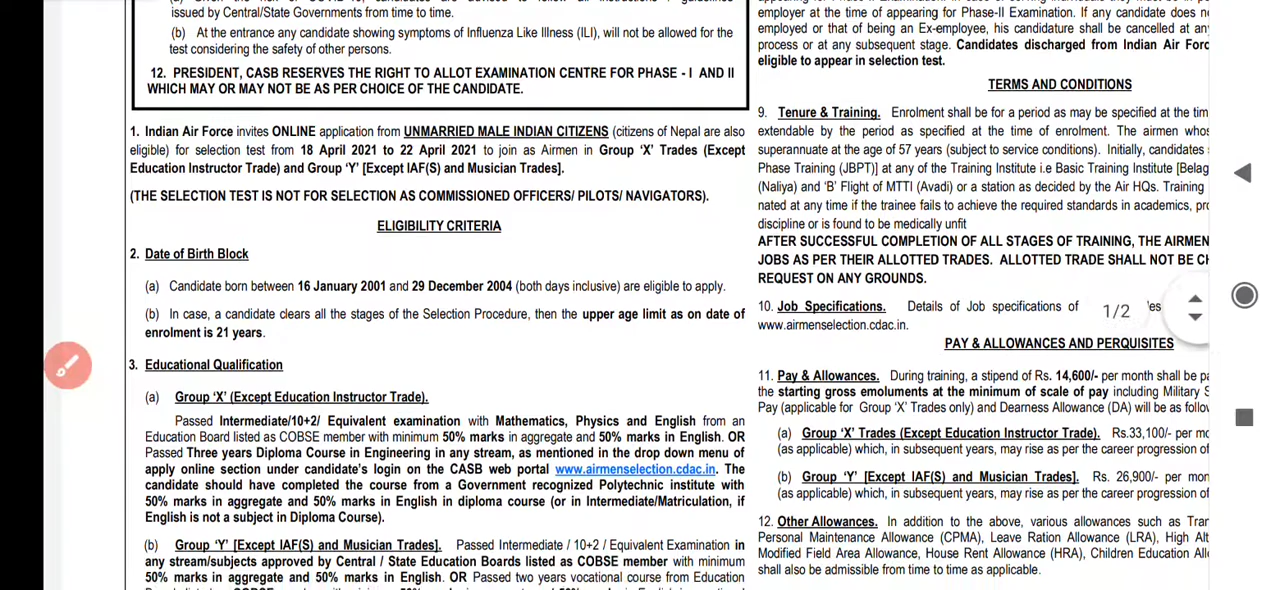 issued by Central/State Governments from time to time.
(b) At the entrance any candidate showing symptoms of Influenza Like Illness (ILI), will not be allowed for the
test considering the safety of other persons.
12. PRESIDENT, CASB RESERVES THE RIGHT TO ALLOT EXAMINATION CENTRE FOR PHASE - I AND II
WHICH MAY OR MAY NOT BE AS PER CHOICE OF THE CANDIDATE.
1. Indian Air Force invites ONLINE application from UNMARRIED MALE INDIAN CITIZENS (citizens of Nepal are also
eligible) for selection test from 18 April 2021 to 22 April 2021 to join as Airmen in Group 'X' Trades (Except
Education Instructor Trade) and Group 'Y' [Except IAF(S) and Musician Trades].
(THE SELECTION TEST IS NOT FOR SELECTION AS COMMISSIONED OFFICERS/ PILOTS/ NAVIGATORS).
ELIGIBILITY CRITERIA
2. Date of Birth Block
(a) Candidate born between 16 January 2001 and 29 December 2004 (both days inclusive) are eligible to apply.
(b) In case, a candidate clears all the stages of the Selection Procedure, then the upper age limit as on date of
enrolment is 21 years.
3. Educational Qualification
(a) Group 'X' (Except Education Instructor Trade).
Passed Intermediate/10+2/ Equivalent examination with Mathematics, Physics and English from an
Education Board listed as COBSE member with minimum 50% marks in aggregate and 50% marks in English. OR
Passed Three years Diploma Course in Engineering in any stream, as mentioned in the drop down menu of
apply online section under candidate's login on the CASB web portal www.airmenselection.cdac.in. The
candidate should have completed the course from a Government recognized Polytechnic institute with
50% marks in aggregate and 50% marks in English in diploma course (or in Intermediate/Matriculation, if
English is not a subject in Diploma Course).
(b) Group 'Y' [Except IAF(S) and Musician Trades]. Passed Intermediate / 10+2 / Equivalent Examination in
any stream/subjects approved by Central / State Education Boards listed as COBSE member with minimum
50% marks in aggregate and 50% marks in English. OR Passed two years vocational course from Education
employer at the time of appearing for Phase-II Examination. If any candidate does
employed or that of being an Ex-employee, his candidature shall be cancelled at
process or at any subsequent stage. Candidates discharged from Indian Air
eligible to appear in selection test.
TERMS AND CONDITIONS
9. Tenure & Training. Enrolment shall be for a period as may be specified at the
extendable by the period as specified at the time of enrolment. The airmen
superannuate at the age of 57 years (subject to service conditions). Initially, candidates
Phase Training (JBPT)] at any of the Training Institute i.e Basic Training Institute [Belag
(Naliya) and 'B' Flight of MTTI (Avadi) or a station as decided by the Air HQs. Training
nated at any time if the trainee fails to achieve the required standards in academics,
discipline or is found to be medically unfit
AFTER SUCCESSFUL COMPLETION OF ALL STAGES OF TRAINING, THE AIRMEN
JOBS AS PER THEIR ALLOTTED TRADES. ALLOTTED TRADE SHALL NOT BE
REQUEST ON ANY GROUNDS.
10. Job Specifications. Details of Job specifications of
1/2
www.airmenselection.cdac.in.
PAY & ALLOWANCES AND PERQUISITES
11. Pay & Allowances. During training, a stipend of Rs. 14,600/- per month shall be
the starting gross emoluments at the minimum of scale of pay including Military
Pay (applicable for Group 'X' Trades only) and Dearness Allowance (DA) will be as
(a) Group 'X' Trades (Except Education Instructor Trade). Rs.33,100/- per
(as applicable) which, in subsequent years, may rise as per the career progression of
(b) Group 'Y' [Except IAF(S) and Musician Trades]. Rs. 26,900/- per
(as applicable) which, in subsequent years, may rise as per the career progression of
12. Other Allowances. In addition to the above, various allowances such as
Personal Maintenance Allowance (CPMA), Leave Ration Allowance (LRA), High
Modified Field Area Allowance, House Rent Allowance (HRA), Children Education
shall also be admissible from time to time as applicable.